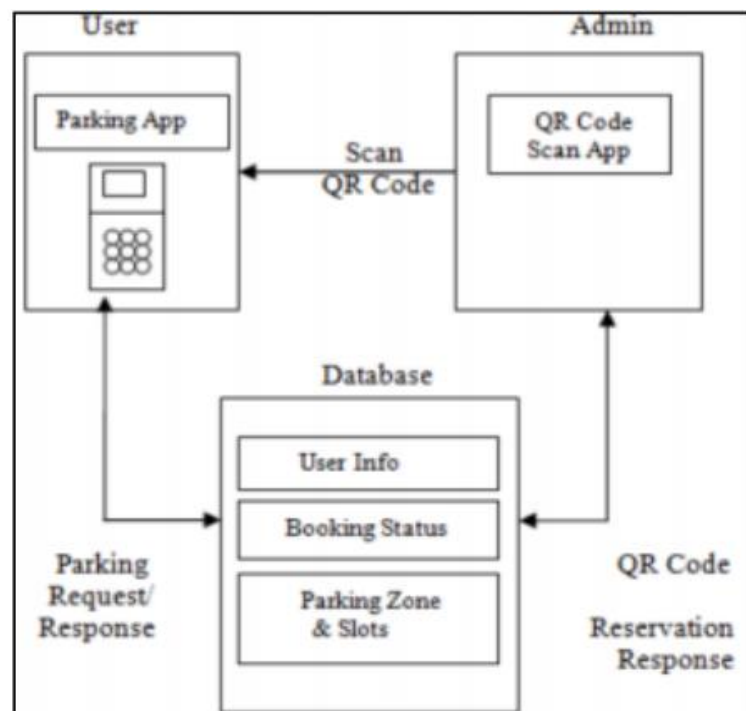 User
Admin
Parking App
QR Code
Scan App
Scan
QR Code
Database
User Info
Booking Status
Parking Zone
& Slots
Parking
Request/
Response
QR Code
Reservation
Response